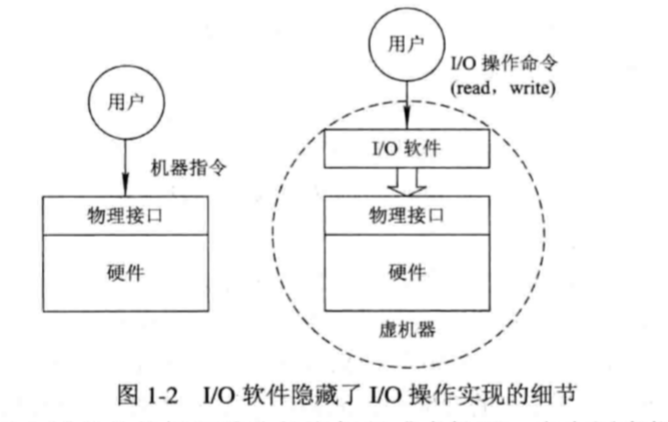 用户
机器指令
物理接口
硬件
用户
I/O 操作命令
(read，write)
I/O 软件
物理接口
硬件
虚机器
图 1-2 I/O 软件隐藏了 I/O 操作实现的细节